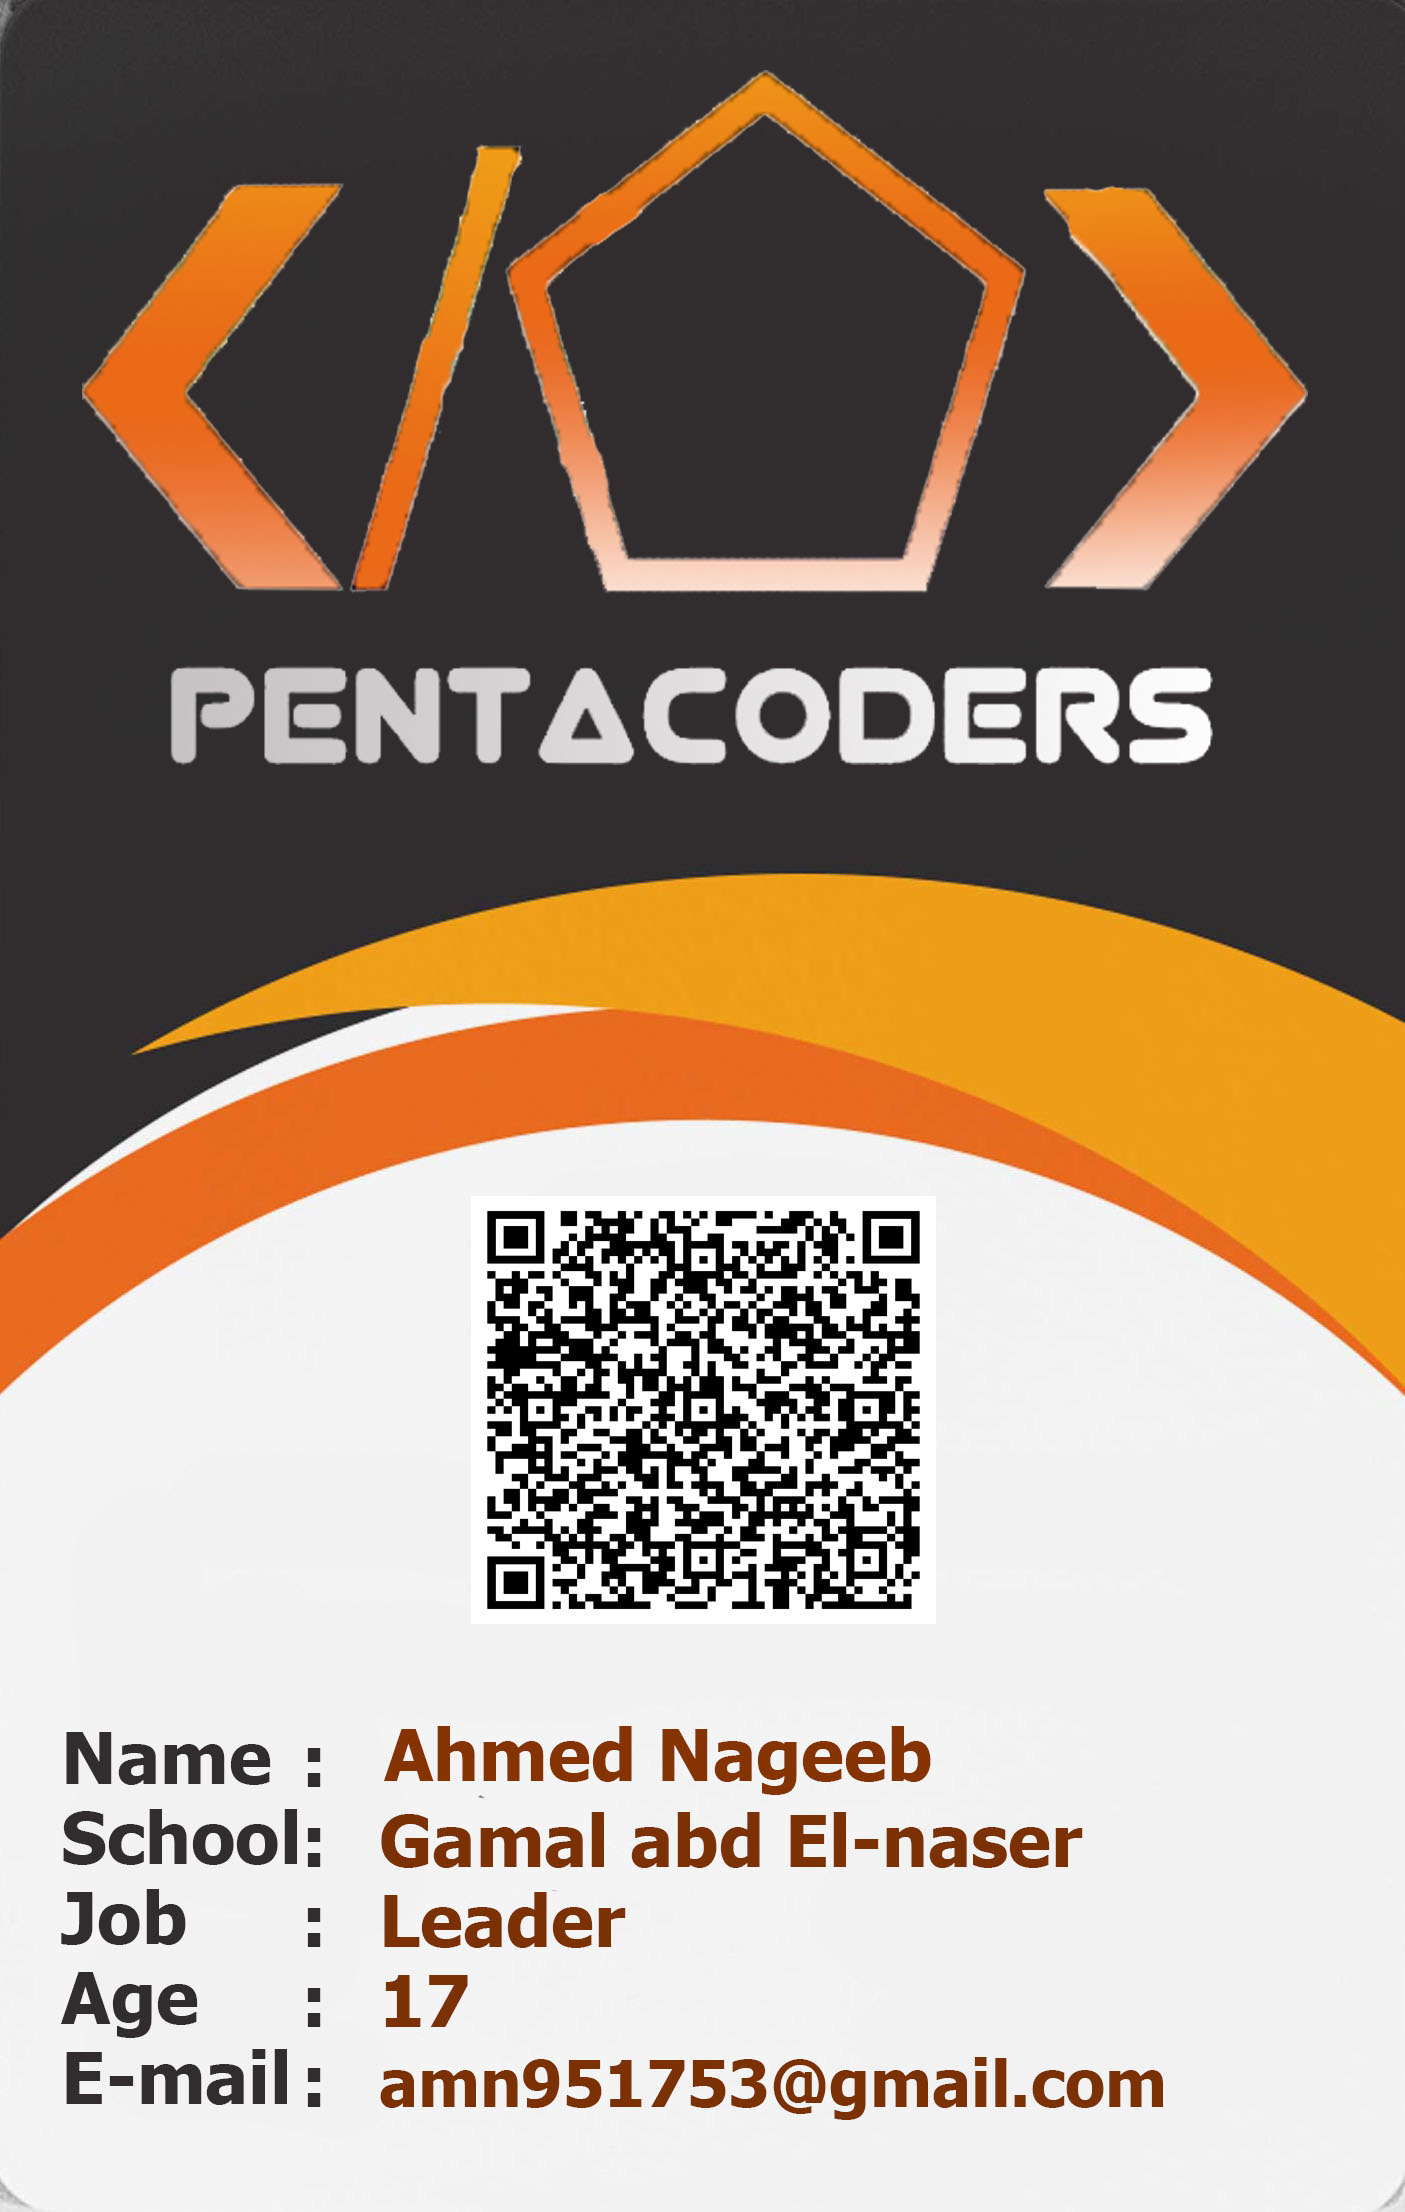 PENTACODERS
Name : Ahmed Nageeb
School: Gamal abd El-naser
Job : Leader
Age : 17
E-mail: amn951753@gmail.com